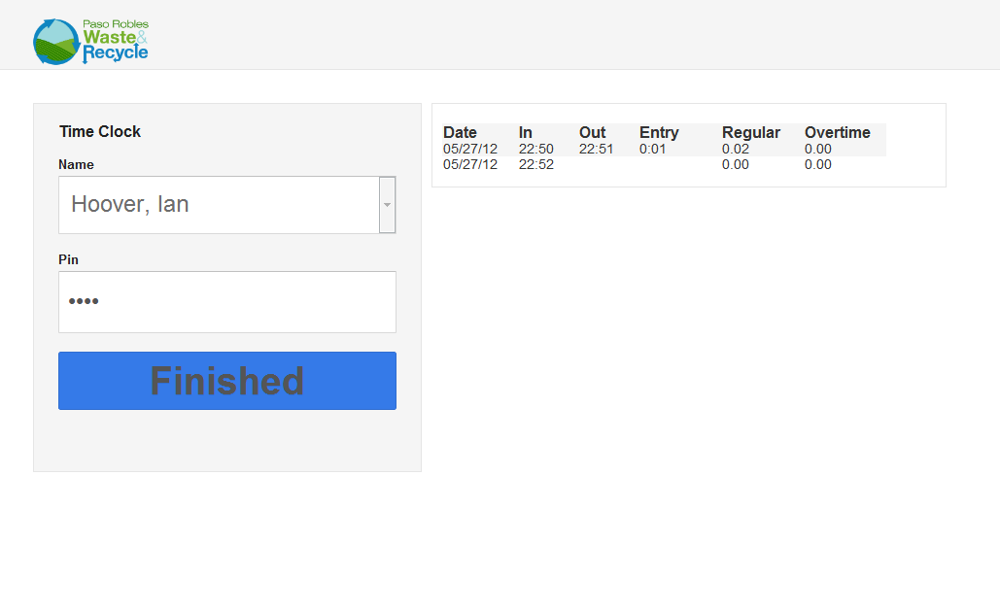 Paso Robles
Waste&
Recycle
Time Clock
Name
Hoover, Ian
Pin
••••
Finished
Date In Out Entry Regular Overtime
05/27/12 22:50 22:51 0:01 0.02 0.00
05/27/12 22:52 0.00 0.00